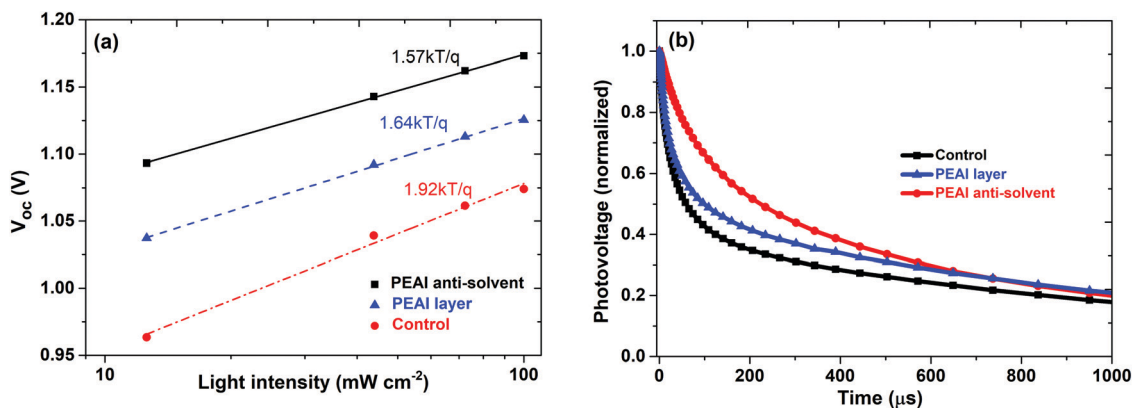 (a)
1.20
1.15
1.10
1.05
1.00
0.95
V_OC (V)
1.57kT/q
1.64kT/q
1.92kT/q
PEAI anti-solvent
PEAI layer
Control
10
100
Light intensity (mW cm⁻²)
(b)
1.0
0.8
0.6
0.4
0.2
0.0
Photovoltage (normalized)
Control
PEAI layer
PEAI anti-solvent
0 200 400 600 800 1000
Time (μs)